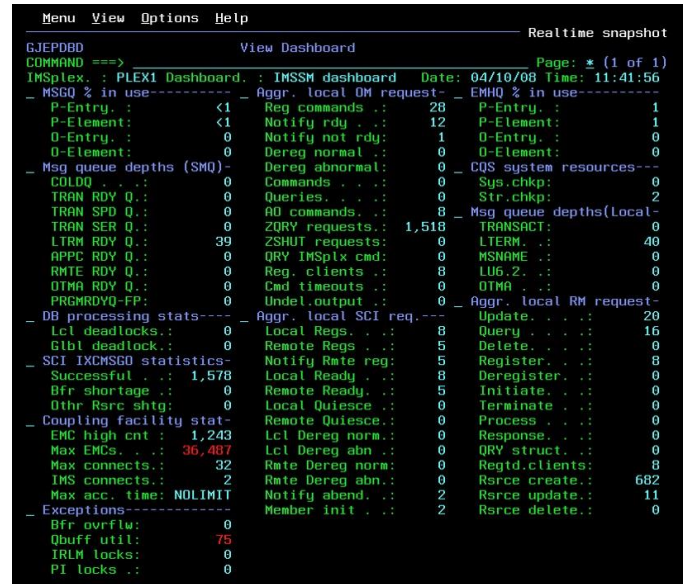 Menu View Options Help
Realtime snapshot
GJEPDBD View Dashboard
COMMAND ===> Page: * (1 of 1)
IMSplex. : PLEX1 Dashboard. : IMSSM dashboard Date: 04/10/08 Time: 11:41:56
_ MSGQ % in use---------- _ Aggr. local OM request- _ EMHQ % in use----------
P-Entry. : <1 Reg commands .: 28 P-Entry. : 1
P-Element: <1 Notify rdy . .: 12 P-Element: 1
O-Entry. : 0 Notify not rdy: 1 O-Entry. : 0
O-Element: 0 Dereg normal .: 0 O-Element: 0
_ Msg queue depths (SMQ)- Dereg abnormal: 0 _ CQS system resources---
COLDQ . . .: 0 Commands . . .: 0 Sys.chkp: 0
TRAN RDY Q.: 0 Queries. . . .: 0 Str.chkp: 2
TRAN SPD Q.: 0 AO commands. .: 8 _ Msg queue depths(Local-
TRAN SER Q.: 0 ZQRY requests.: 1,518 TRANSACT: 0
LTRM RDY Q.: 39 ZSHUT requests: 0 LTERM. .: 40
APPC RDY Q.: 0 QRY IMSplx cmd: 0 MSNAME .: 0
RMTE RDY Q.: 0 Reg. clients .: 8 LU6.2. .: 0
OTMA RDY Q.: 0 Cmd timeouts .: 0 OTMA . .: 0
PRGMRDYQ-FP: 0 Undel.output .: 0 _ Aggr. local RM request-
_ DB processing stats---- _ Aggr. local SCI req.--- Update. . . .: 20
Lcl deadlocks.: 0 Local Regs. . .: 8 Query . . . .: 16
Glbl deadlock.: 0 Remote Regs . .: 5 Delete. . . .: 0
_ SCI IXCMSGO statistics- Notify Rmte reg: 5 Register. . .: 8
Successful . .: 1,578 Local Ready . .: 8 Deregister. .: 0
Bfr shortage .: 0 Remote Ready. .: 5 Initiate. . .: 0
Othr Rsrc shtg: 0 Local Quiesce .: 0 Terminate . .: 0
_ Coupling facility stat- Remote Quiesce.: 0 Process . . .: 0
EMC high cnt : 1,243 Lcl Dereg norm.: 0 Response. . .: 0
Max EMCs. . .: 36,487 Lcl Dereg abn .: 0 QRY struct. .: 0
Max connects.: 32 Rmte Dereg norm: 0 Regtd.clients: 8
IMS connects.: 2 Rmte Dereg abn.: 0 Rsrce create.: 682
Max acc. time: NOLIMIT Notify abend. .: 2 Rsrce update.: 11
_ Exceptions------------- Member init . .: 2 Rsrce delete.: 0
Bfr ovrflw: 0
Qbuff util: 75
IRLM locks: 0
PI locks .: 0